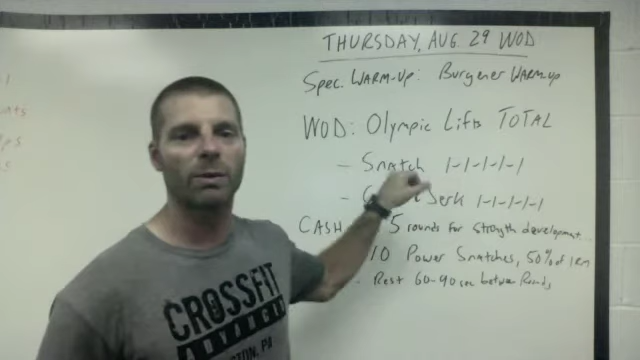 THURSDAY, AUG. 29 WOD
SPEC. WARM-UP: Burgener WARM-UP
WOD: Olympic Lifts TOTAL
- Snatch 1-1-1-1-1
- Jerk 1-1-1-1-1
CASH 5 rounds for strength development...
10 Power Snatches, 50% of 1RM
Rest 60-90 sec between Rounds
CROSSFIT
PA